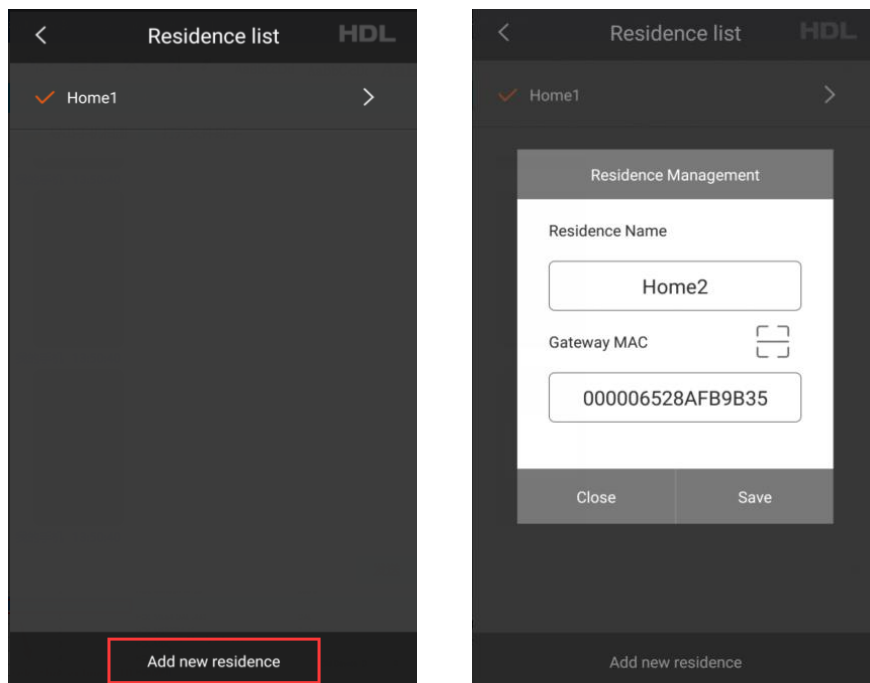 Residence list
HDL
Home1
Add new residence
Residence list
HDL
Home1
Residence Management
Residence Name
Home2
Gateway MAC
000006528AFB9B35
Close
Save
Add new residence